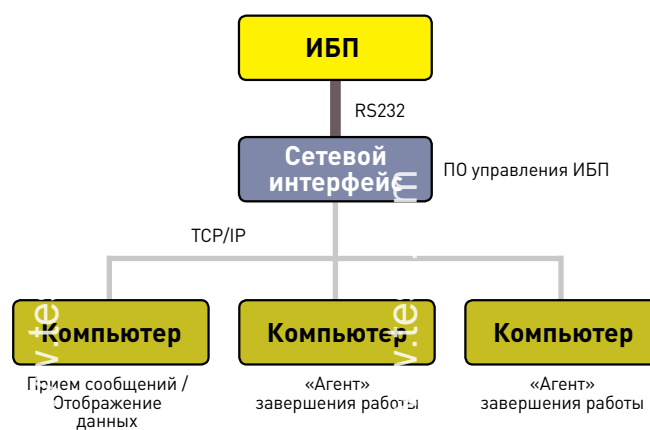 ИБП
RS232
Сетевой
интерфейс
ПО управления ИБП
TCP/IP
Компьютер
Компьютер
Компьютер
Прием сообщений /
Отображение
данных
«Агент»
завершения работы
«Агент»
завершения работы